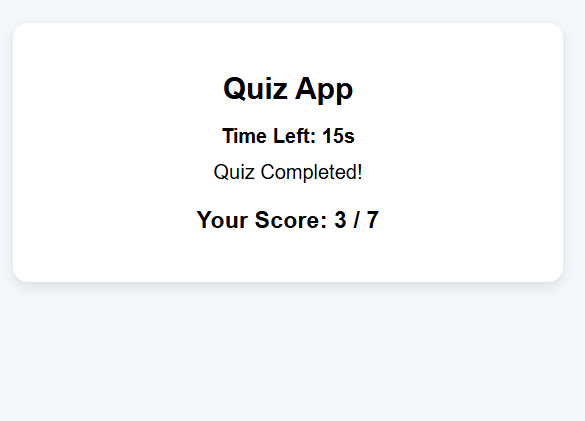 Quiz App
Time Left: 15s
Quiz Completed!
Your Score: 3 / 7